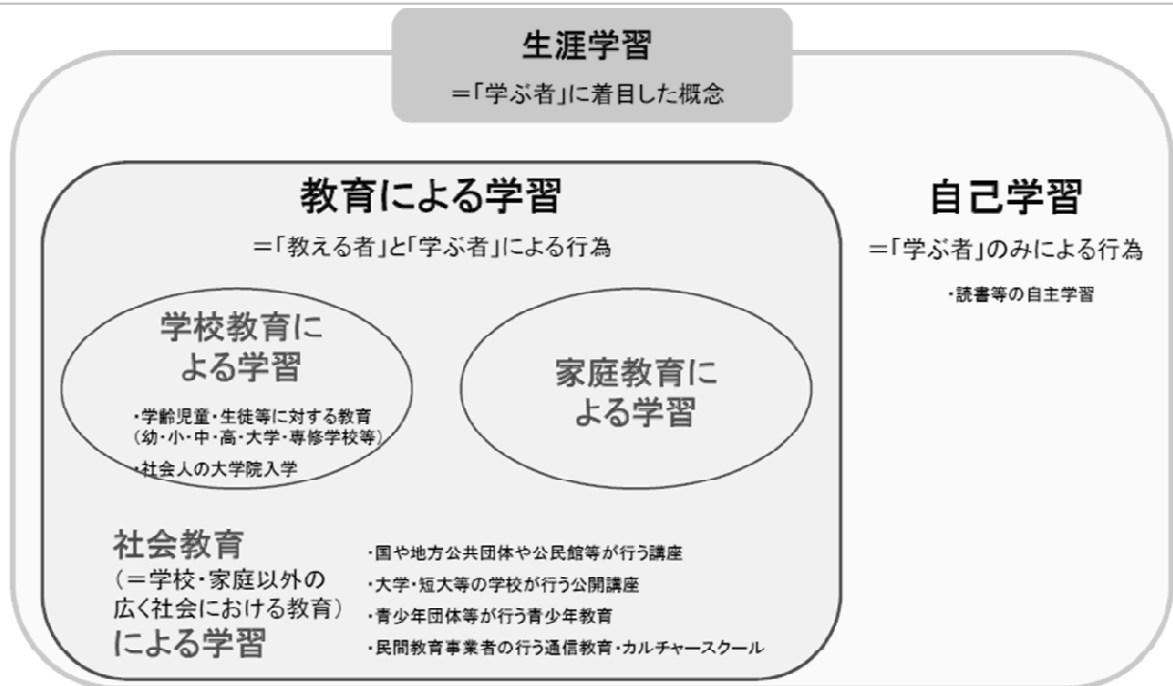 生涯学習
＝「学ぶ者」に着目した概念
教育による学習
＝「教える者」と「学ぶ者」による行為
学校教育に
よる学習
・学齢児童・生徒等に対する教育
（幼・小・中・高・大学・専修学校等）
・社会人の大学院入学
家庭教育に
よる学習
社会教育
（＝学校・家庭以外の
広く社会における教育）
による学習
・国や地方公共団体や公民館等が行う講座
・大学・短大等の学校が行う公開講座
・青少年団体等が行う青少年教育
・民間教育事業者の行う通信教育・カルチャースクール
自己学習
＝「学ぶ者」のみによる行為
・読書等の自主学習